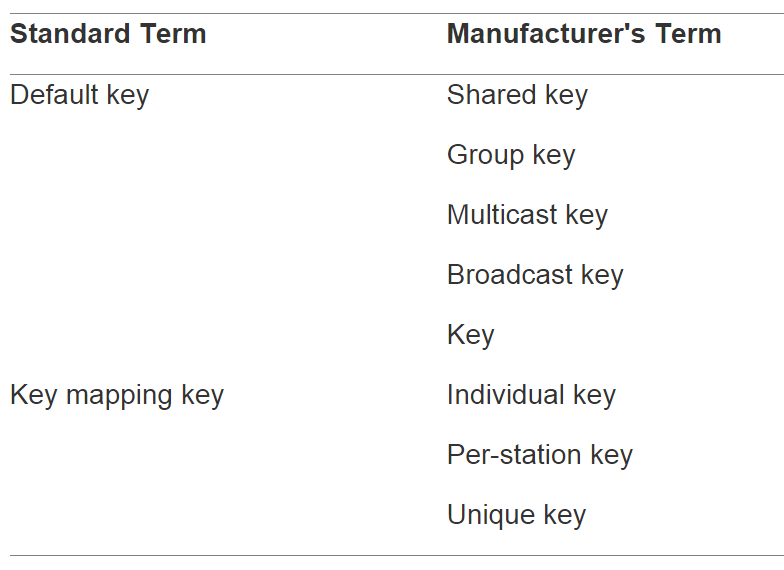 Standard Term Manufacturer's Term
Default key Shared key
Group key
Multicast key
Broadcast key
Key
Key mapping key Individual key
Per-station key
Unique key